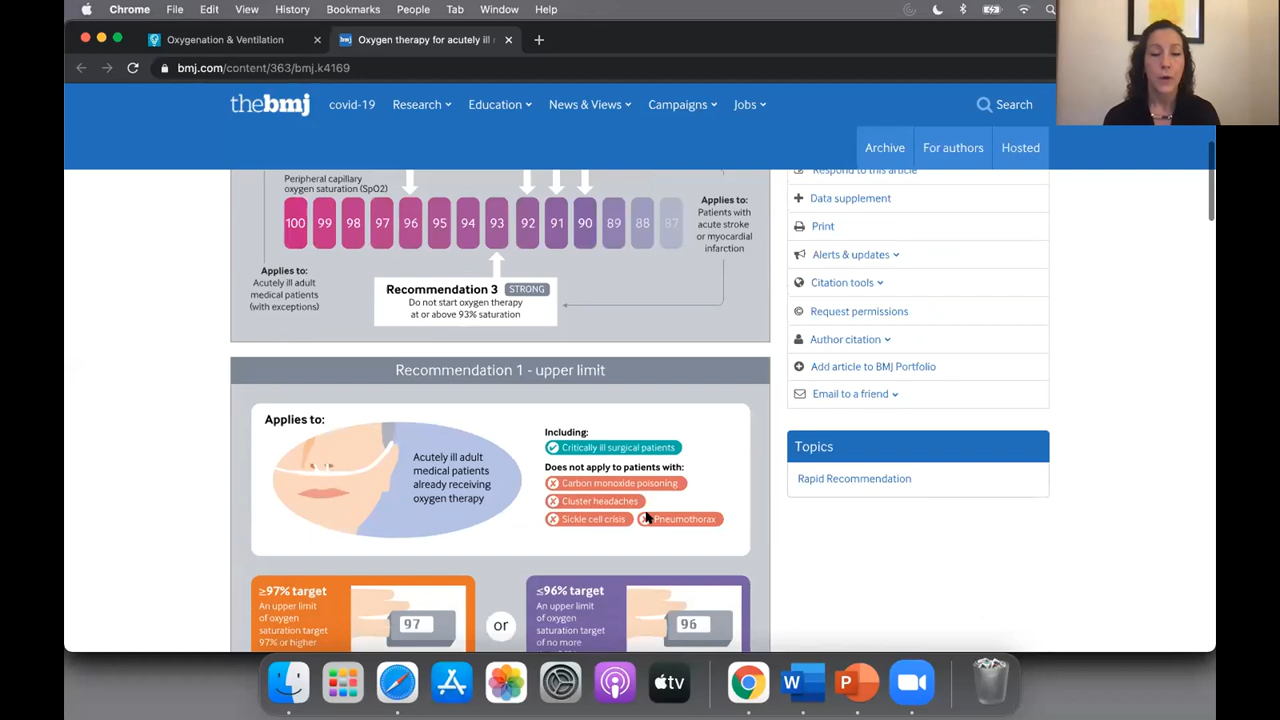 Chrome File Edit View History Bookmarks People Tab Window Help
Oxygenation & Ventilation
Oxygen therapy for acutely ill
bmj.com/content/363/bmj.k4169
thebmj covid-19 Research Education News & Views Campaigns Jobs Search
Archive For authors Hosted
Respond to this article
Data supplement
Print
Alerts & updates
Citation tools
Request permissions
Author citation
Add article to BMJ Portfolio
Email to a friend
Topics
Rapid Recommendation
Peripheral capillary
oxygen saturation (SpO2)
100 99 98 97 96 95 94 93 92 91 90 89 88 87
Applies to:
Patients with
acute stroke
or myocardial
infarction
Applies to:
Acutely ill adult
medical patients
(with exceptions)
Recommendation 3 STRONG
Do not start oxygen therapy
at or above 93% saturation
Recommendation 1 - upper limit
Applies to:
Acutely ill adult
medical patients
already receiving
oxygen therapy
Including:
Critically ill surgical patients
Does not apply to patients with:
Carbon monoxide poisoning
Cluster headaches
Sickle cell crisis Pneumothorax
≥97% target
An upper limit
of oxygen
saturation target
97% or higher
97
or
≤96% target
An upper limit
of oxygen
saturation target
of no more
96
tv
W
P